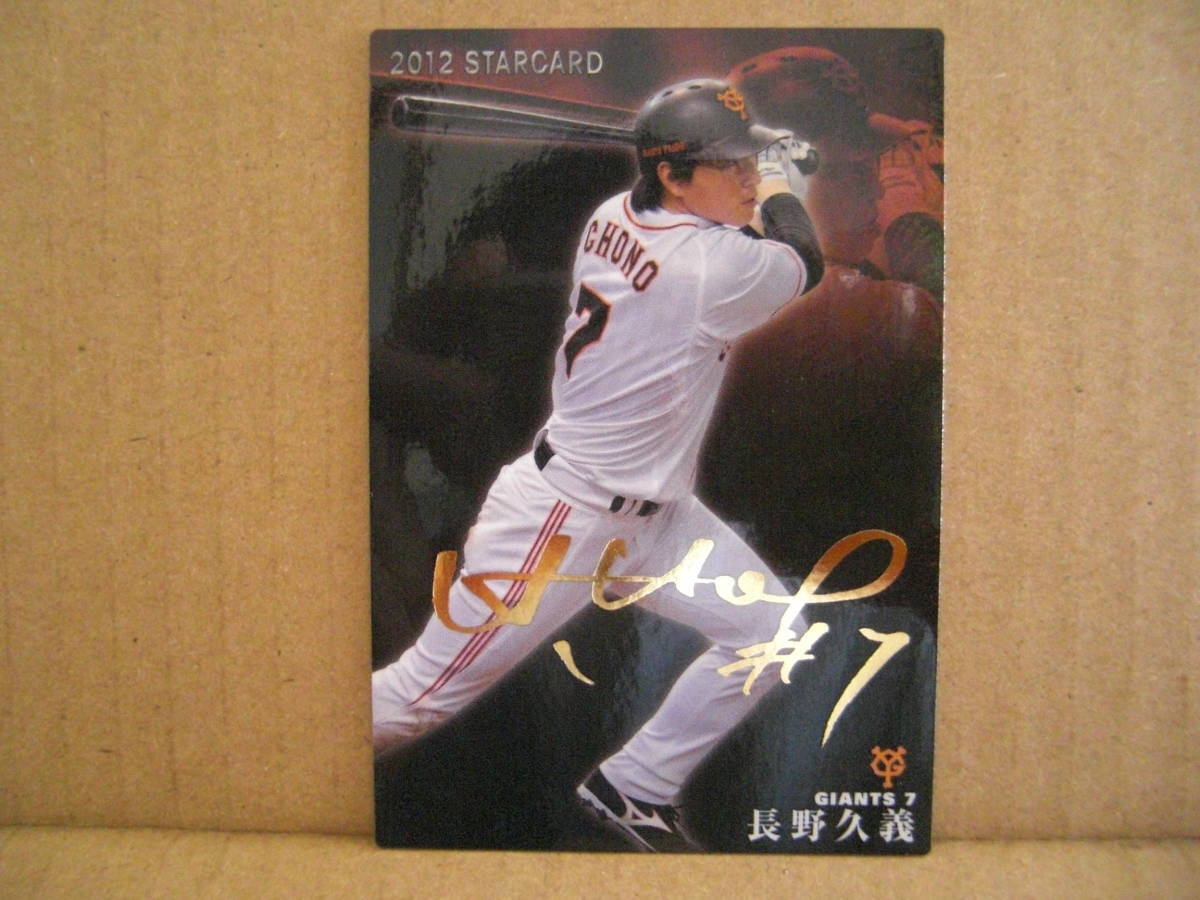 2012 STARCARD
CHONO
7
#7
GIANTS 7
長野久義